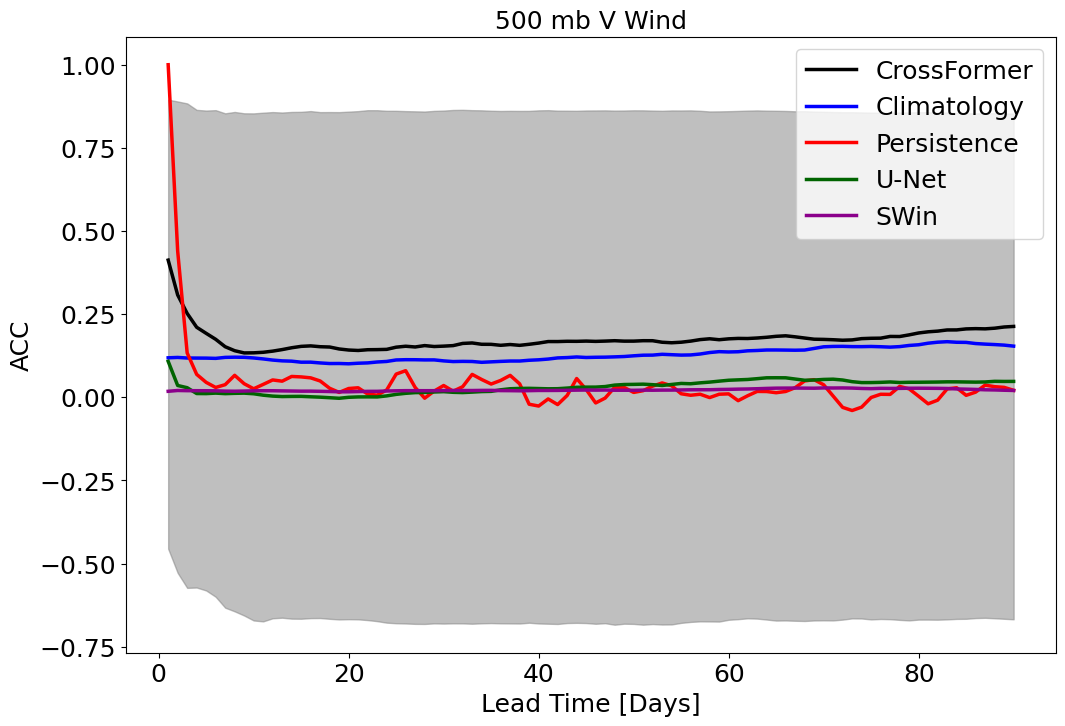 500 mb V Wind
CrossFormer
Climatology
Persistence
U-Net
SWin
ACC
1.00
0.75
0.50
0.25
0.00
−0.25
−0.50
−0.75
0 20 40 60 80
Lead Time [Days]